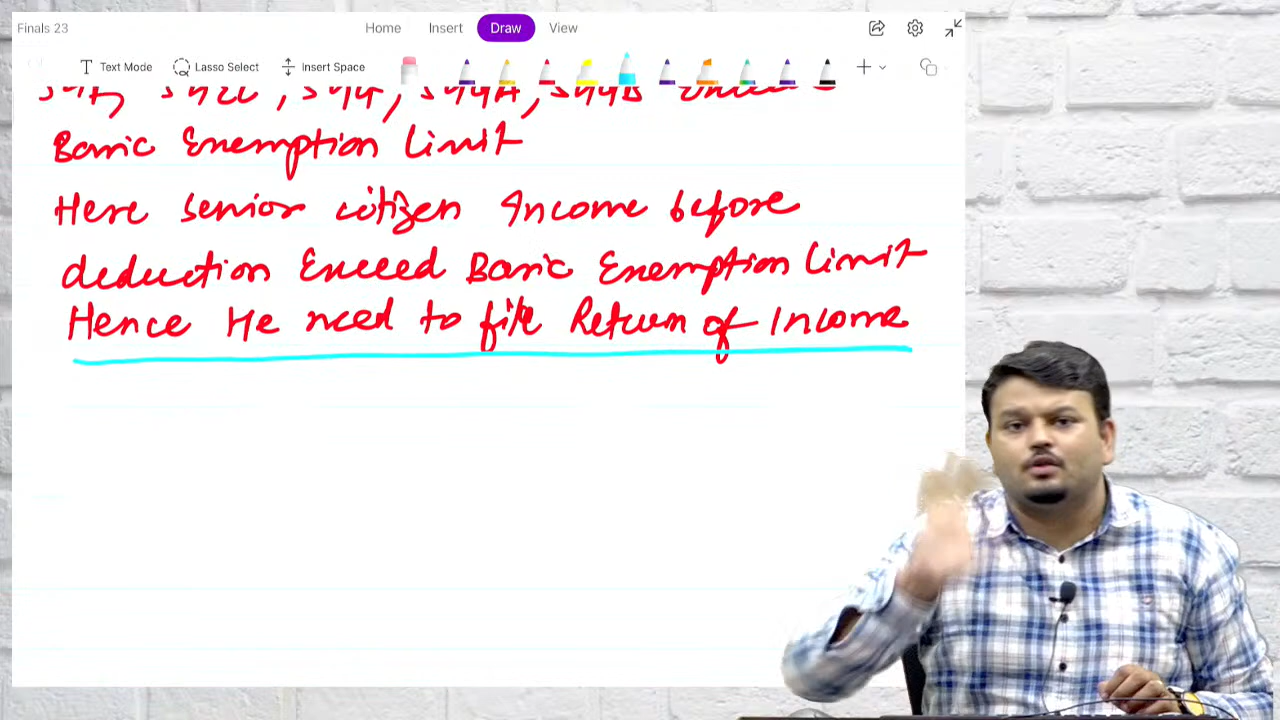 Finals 23
Home Insert Draw View
Text Mode Lasso Select Insert Space
Basic Exemption Limit
Here senior citizen Income before
deduction Exceed Basic Exemption Limit
Hence He need to file Return of Income